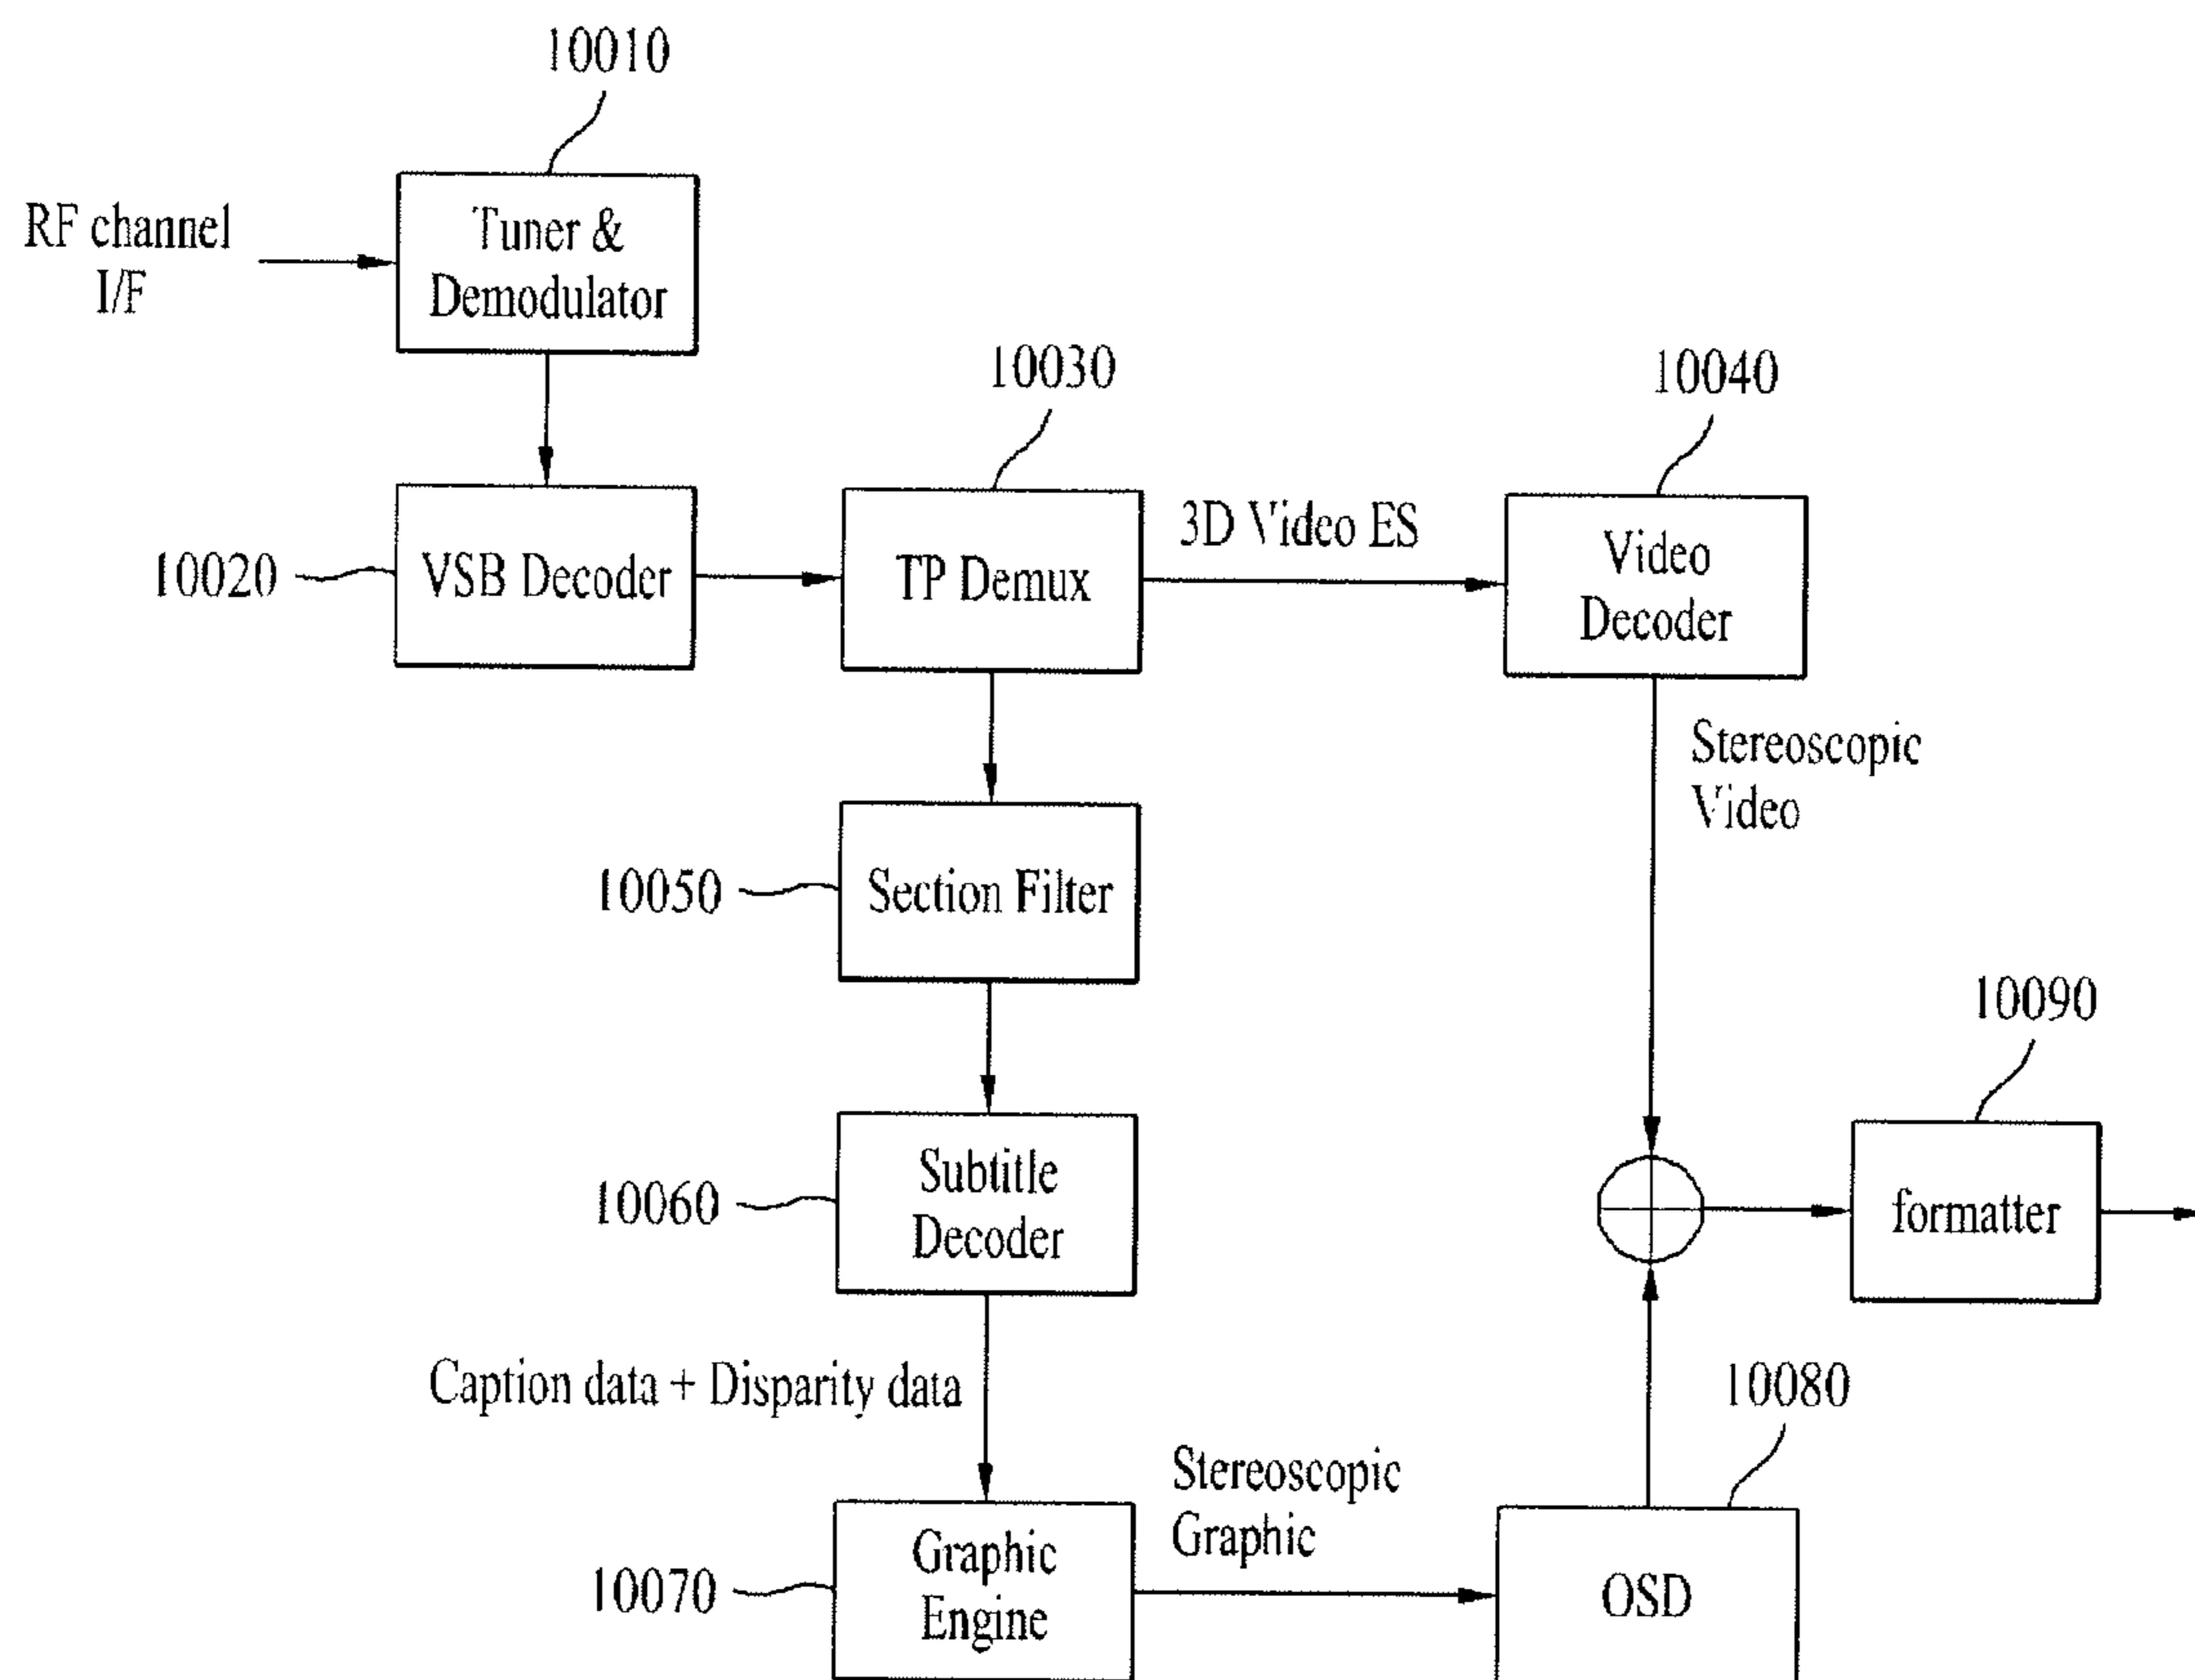 10010
RF channel
I/F
Tuner &
Demodulator
10030
10040
10020
VSB Decoder
TP Demux
3D Video ES
Video
Decoder
Stereoscopic
Video
10050
Section Filter
10090
10060
Subtitle
Decoder
formatter
Caption data + Disparity data
10080
Stereoscopic
Graphic
10070
Graphic
Engine
OSD